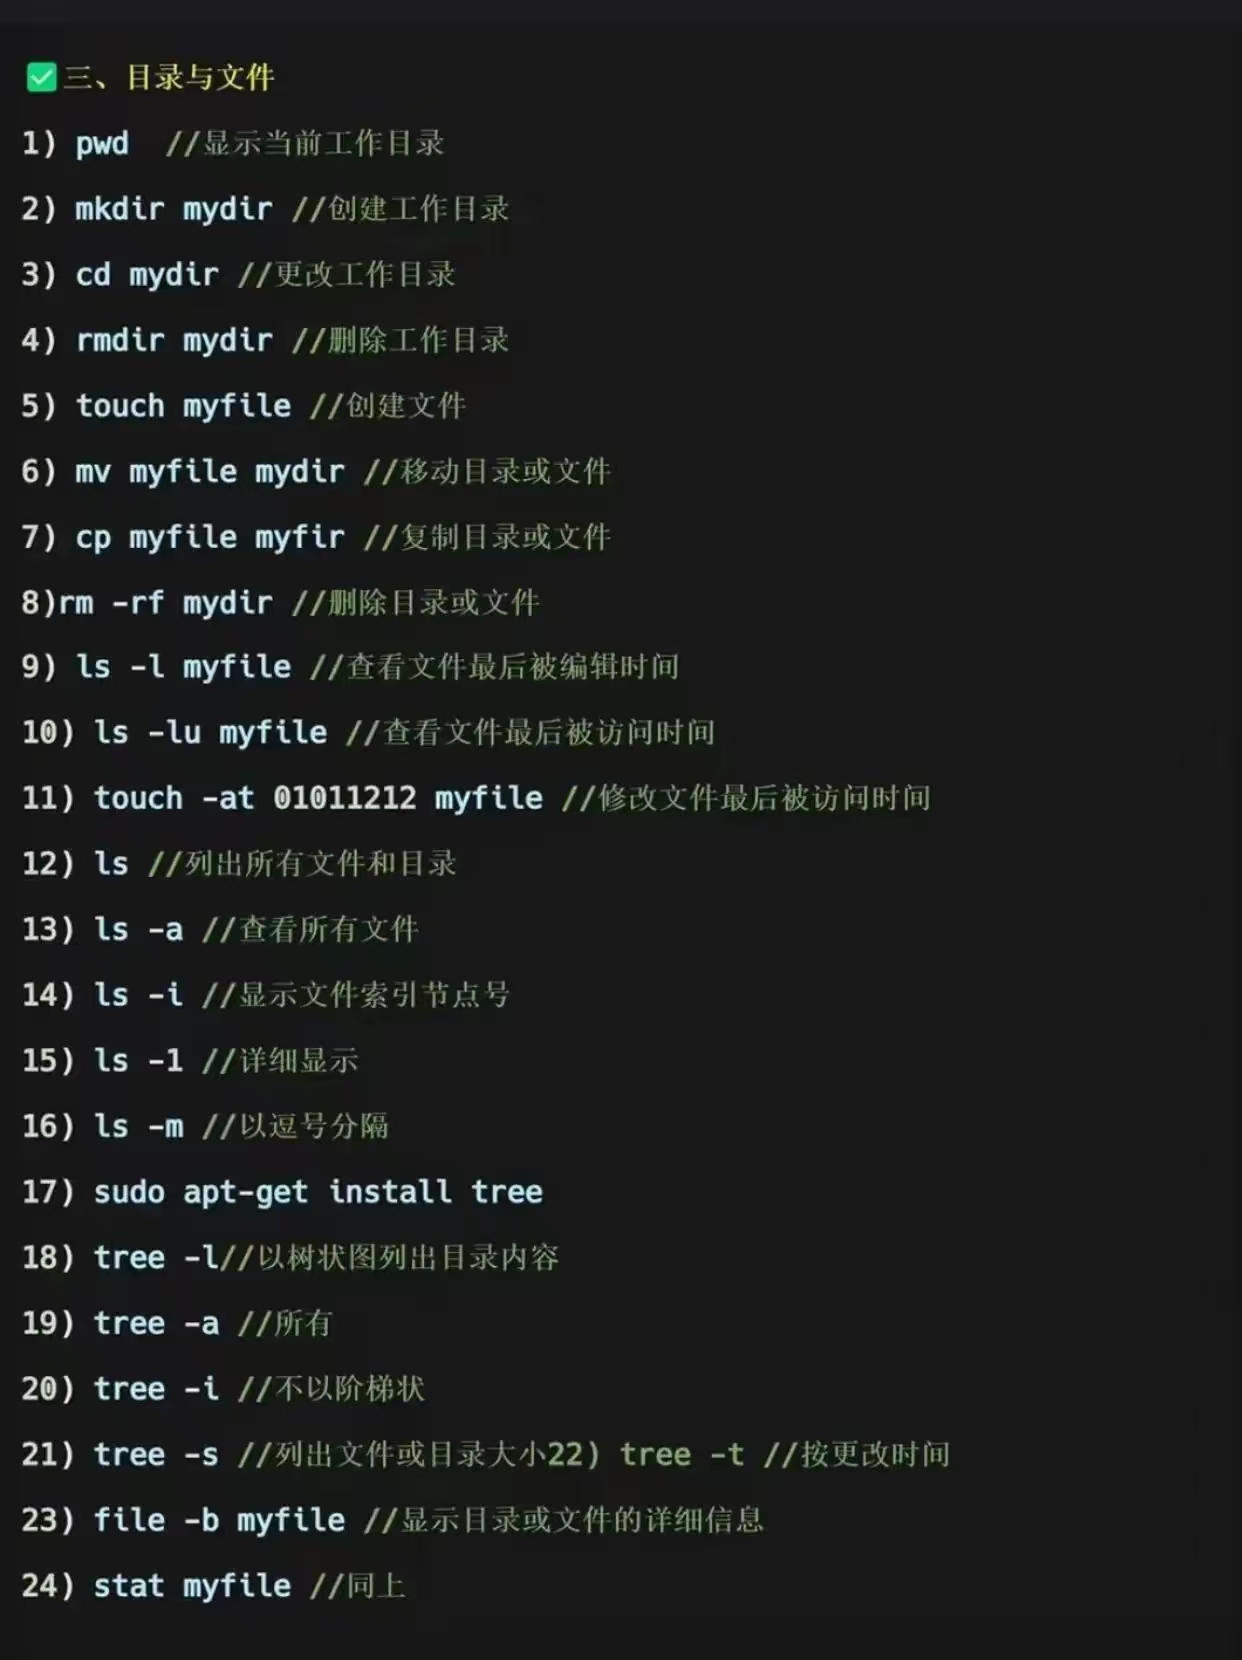 ✅三、目录与文件
1) pwd  //显示当前工作目录
2) mkdir mydir //创建工作目录
3) cd mydir //更改工作目录
4) rmdir mydir //删除工作目录
5) touch myfile //创建文件
6) mv myfile mydir //移动目录或文件
7) cp myfile myfir //复制目录或文件
8)rm -rf mydir //删除目录或文件
9) ls -l myfile //查看文件最后被编辑时间
10) ls -lu myfile //查看文件最后被访问时间
11) touch -at 01011212 myfile //修改文件最后被访问时间
12) ls //列出所有文件和目录
13) ls -a //查看所有文件
14) ls -i //显示文件索引节点号
15) ls -1 //详细显示
16) ls -m //以逗号分隔
17) sudo apt-get install tree
18) tree -l//以树状图列出目录内容
19) tree -a //所有
20) tree -i //不以阶梯状
21) tree -s //列出文件或目录大小22) tree -t //按更改时间
23) file -b myfile //显示目录或文件的详细信息
24) stat myfile //同上